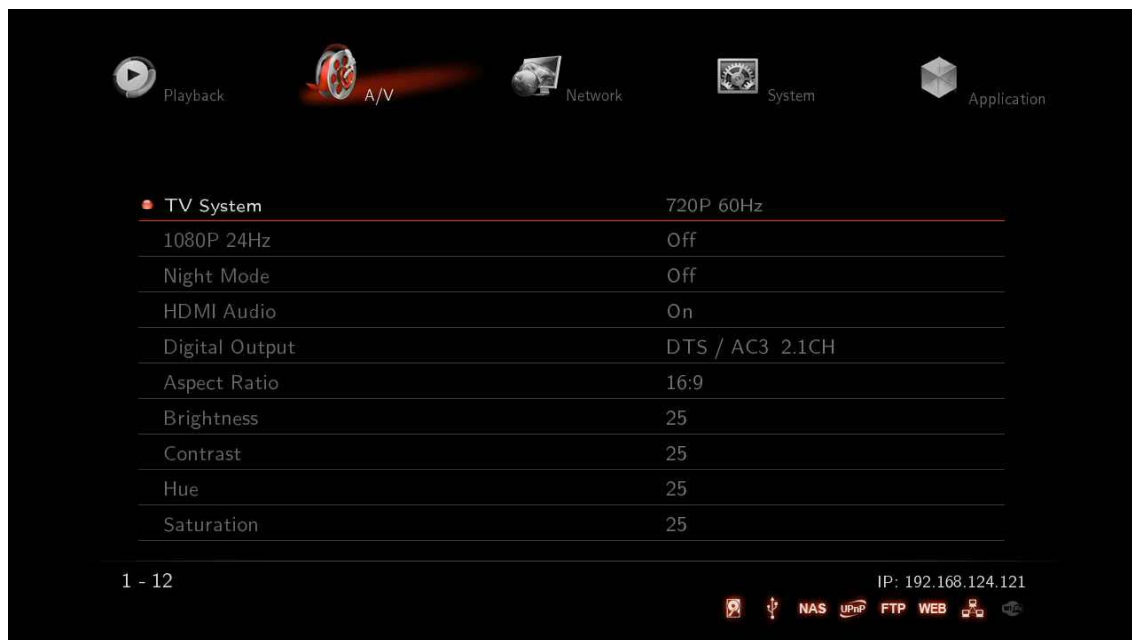 Playback
A/V
Network
System
Application
TV System 720P 60Hz
1080P 24Hz Off
Night Mode Off
HDMI Audio On
Digital Output DTS / AC3 2.1CH
Aspect Ratio 16:9
Brightness 25
Contrast 25
Hue 25
Saturation 25
1 - 12 IP: 192.168.124.121
NAS UPnP FTP WEB